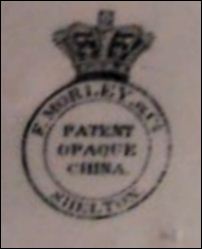 F. MORLEY & Co
PATENT
OPAQUE
CHINA.
SHELTON